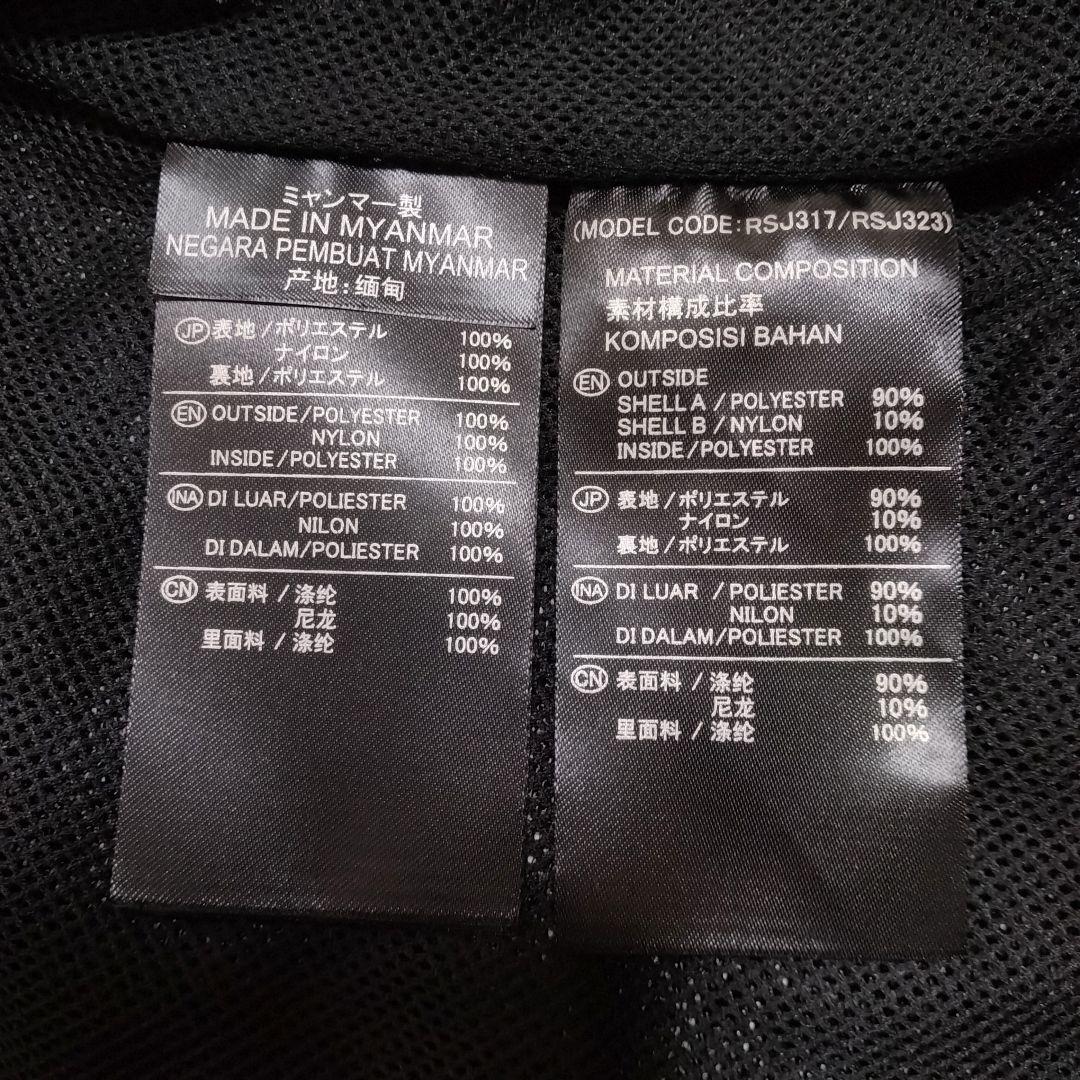 ミャンマー製
MADE IN MYANMAR
NEGARA PEMBUAT MYANMAR
产地:缅甸
JP 表地/ポリエステル 100%
ナイロン 100%
裏地/ポリエステル 100%
EN OUTSIDE/POLYESTER 100%
NYLON 100%
INSIDE/POLYESTER 100%
INA DI LUAR/POLIESTER 100%
NILON 100%
DI DALAM/POLIESTER 100%
CN 表面料/涤纶 100%
尼龙 100%
里面料/涤纶 100%
(MODEL CODE:RSJ317/RSJ323)
MATERIAL COMPOSITION
素材構成比率
KOMPOSISI BAHAN
EN OUTSIDE
SHELL A / POLYESTER 90%
SHELL B / NYLON 10%
INSIDE/POLYESTER 100%
JP 表地/ポリエステル 90%
ナイロン 10%
裏地/ポリエステル 100%
INA DI LUAR / POLIESTER 90%
NILON 10%
DI DALAM/POLIESTER 100%
CN 表面料 / 涤纶 90%
尼龙 10%
里面料 / 涤纶 100%